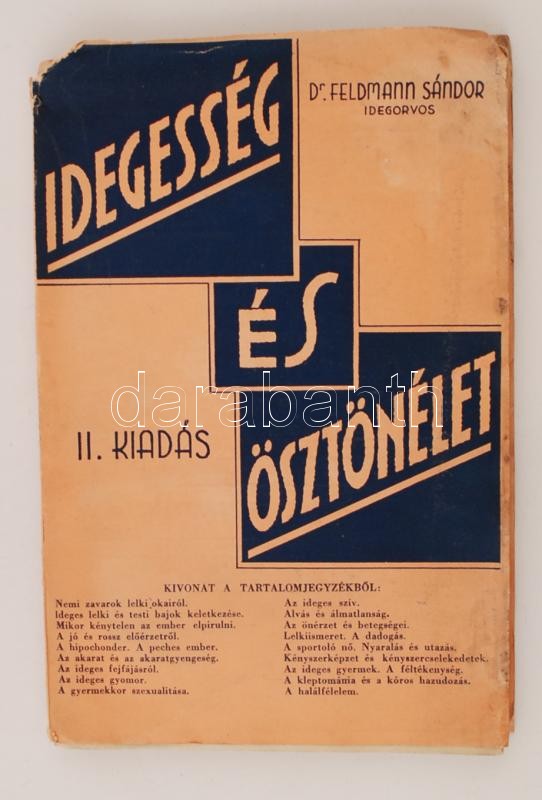 Dr. FELDMANN SÁNDOR
IDEGORVOS
IDEGESSÉG
ÉS
ÖSZTÖNÉLET
darabanth
II. KIADÁS
KIVONAT A TARTALOMJEGYZÉKBŐL:
Nemi zavarok lelki okairól.
Ideges lelki és testi bajok keletkezése.
Mikor kénytelen az ember elpirulni.
A jó és rossz előérzetről.
A hipochonder. A peches ember.
Az akarat és az akaratgyengeség.
Az ideges fejfájásról.
Az ideges gyomor.
A gyermekkor szexualitása.
Az ideges szív.
Alvás és álmatlanság.
Az önérzet és betegségei.
Lelkiismeret. A dadogás.
A sportoló nő. Nyaralás és utazás.
Kényszerképzet és kényszercselekedetek.
Az ideges gyermek. A féltékenység.
A kleptománia és a kóros hazudozás.
A halálfélelem.